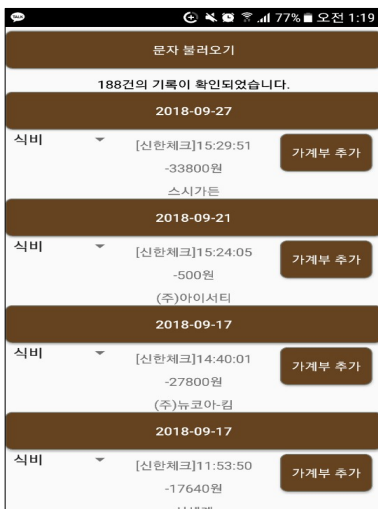 TALK 77% 오전 1:19
문자 불러오기
188건의 기록이 확인되었습니다.
2018-09-27
식비 [신한체크]15:29:51 가계부 추가
-33800원
스시가든
2018-09-21
식비 [신한체크]15:24:05 가계부 추가
-500원
(주)아이서티
2018-09-17
식비 [신한체크]14:40:01 가계부 추가
-27800원
(주)뉴코아-킴
2018-09-17
식비 [신한체크]11:53:50 가계부 추가
-17640원